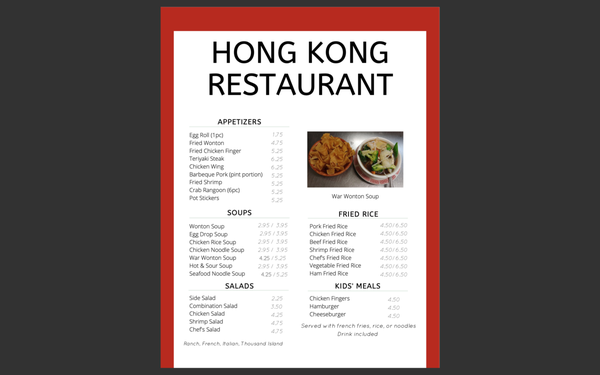 HONG KONG
RESTAURANT
APPETIZERS
Egg Roll (1pc) 1.75
Fried Wonton 4.75
Fried Chicken Finger 5.25
Teriyaki Steak 6.25
Chicken Wing 6.25
Barbeque Pork (pint portion) 5.25
Fried Shrimp 5.25
Crab Rangoon (6pc) 5.25
Pot Stickers 5.25
SOUPS
Wonton Soup 2.95 / 3.95
Egg Drop Soup 2.95 / 3.95
Chicken Rice Soup 2.95 / 3.95
Chicken Noodle Soup 2.95 / 3.95
War Wonton Soup 4.25 / 5.25
Hot & Sour Soup 2.95 / 3.95
Seafood Noodle Soup 4.25 / 5.25
SALADS
Side Salad 2.25
Combination Salad 3.50
Chicken Salad 4.25
Shrimp Salad 4.75
Chef's Salad 4.75
Ranch, French, Italian, Thousand Island
War Wonton Soup
FRIED RICE
Pork Fried Rice 4.50/6.50
Chicken Fried Rice 4.50/6.50
Beef Fried Rice 4.50/6.50
Shrimp Fried Rice 4.50/6.50
Chef's Fried Rice 4.50/6.50
Vegetable Fried Rice 4.50/6.50
Ham Fried Rice 4.50/6.50
KIDS' MEALS
Chicken Fingers 4.50
Hamburger 4.50
Cheeseburger 4.50
Served with french fries, rice, or noodles
Drink included